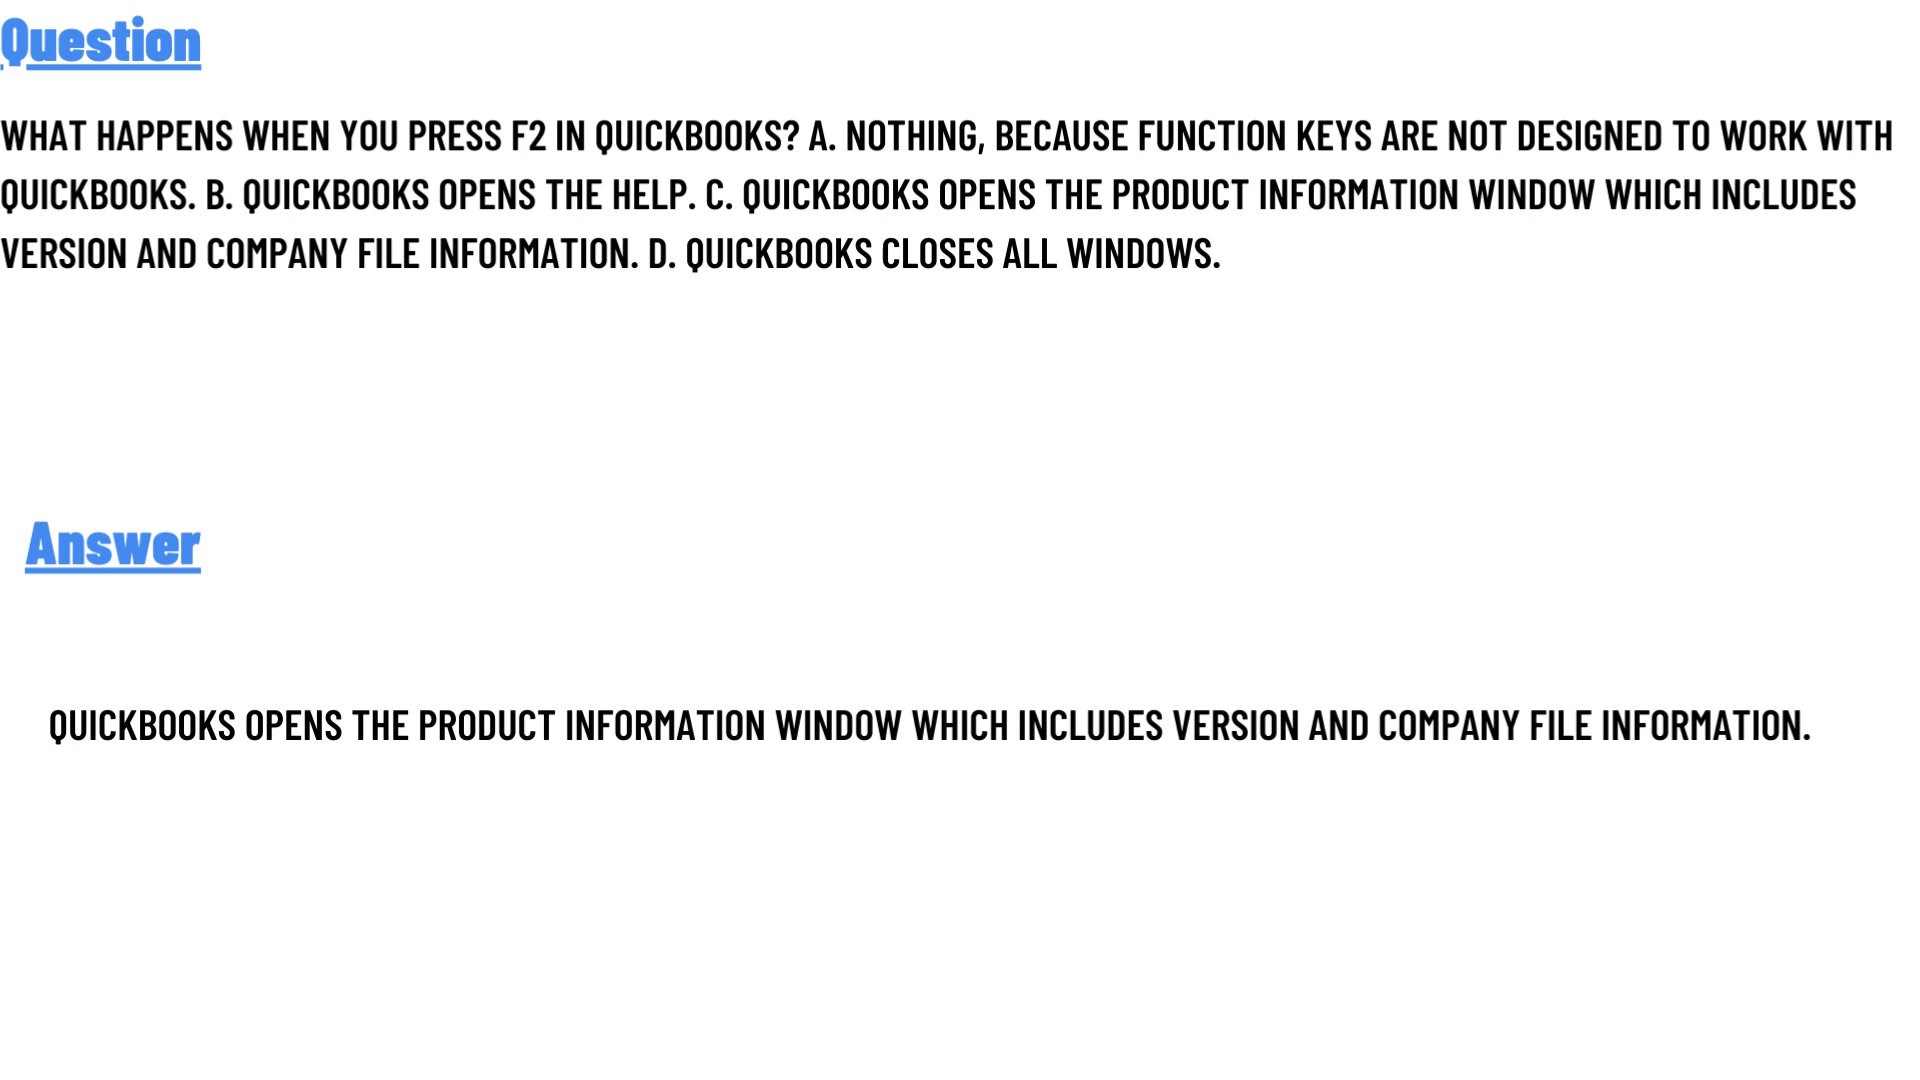 Question
WHAT HAPPENS WHEN YOU PRESS F2 IN QUICKBOOKS? A. NOTHING, BECAUSE FUNCTION KEYS ARE NOT DESIGNED TO WORK WITH
QUICKBOOKS. B. QUICKBOOKS OPENS THE HELP. C. QUICKBOOKS OPENS THE PRODUCT INFORMATION WINDOW WHICH INCLUDES
VERSION AND COMPANY FILE INFORMATION. D. QUICKBOOKS CLOSES ALL WINDOWS.
Answer
QUICKBOOKS OPENS THE PRODUCT INFORMATION WINDOW WHICH INCLUDES VERSION AND COMPANY FILE INFORMATION.